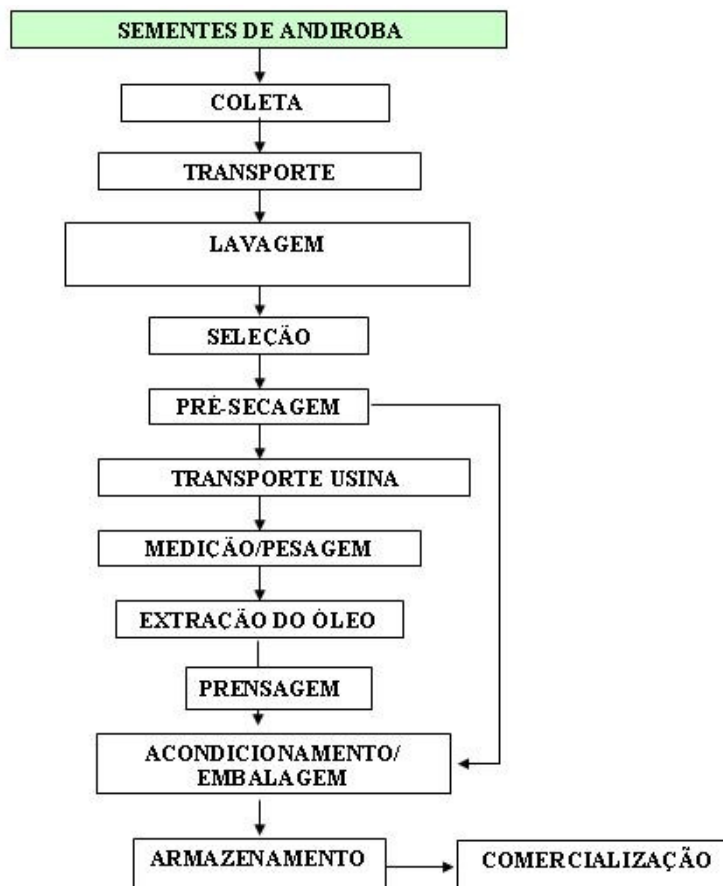 SEMENTES DE ANDIROBA
COLETA
TRANSPORTE
LAVAGEM
SELEÇÃO
PRÉ-SECAGEM
TRANSPORTE USINA
MEDIÇÃO/PESAGEM
EXTRAÇÃO DO ÓLEO
PRENSAGEM
ACONDICIONAMENTO/
EMBALAGEM
ARMAZENAMENTO
COMERCIALIZAÇÃO